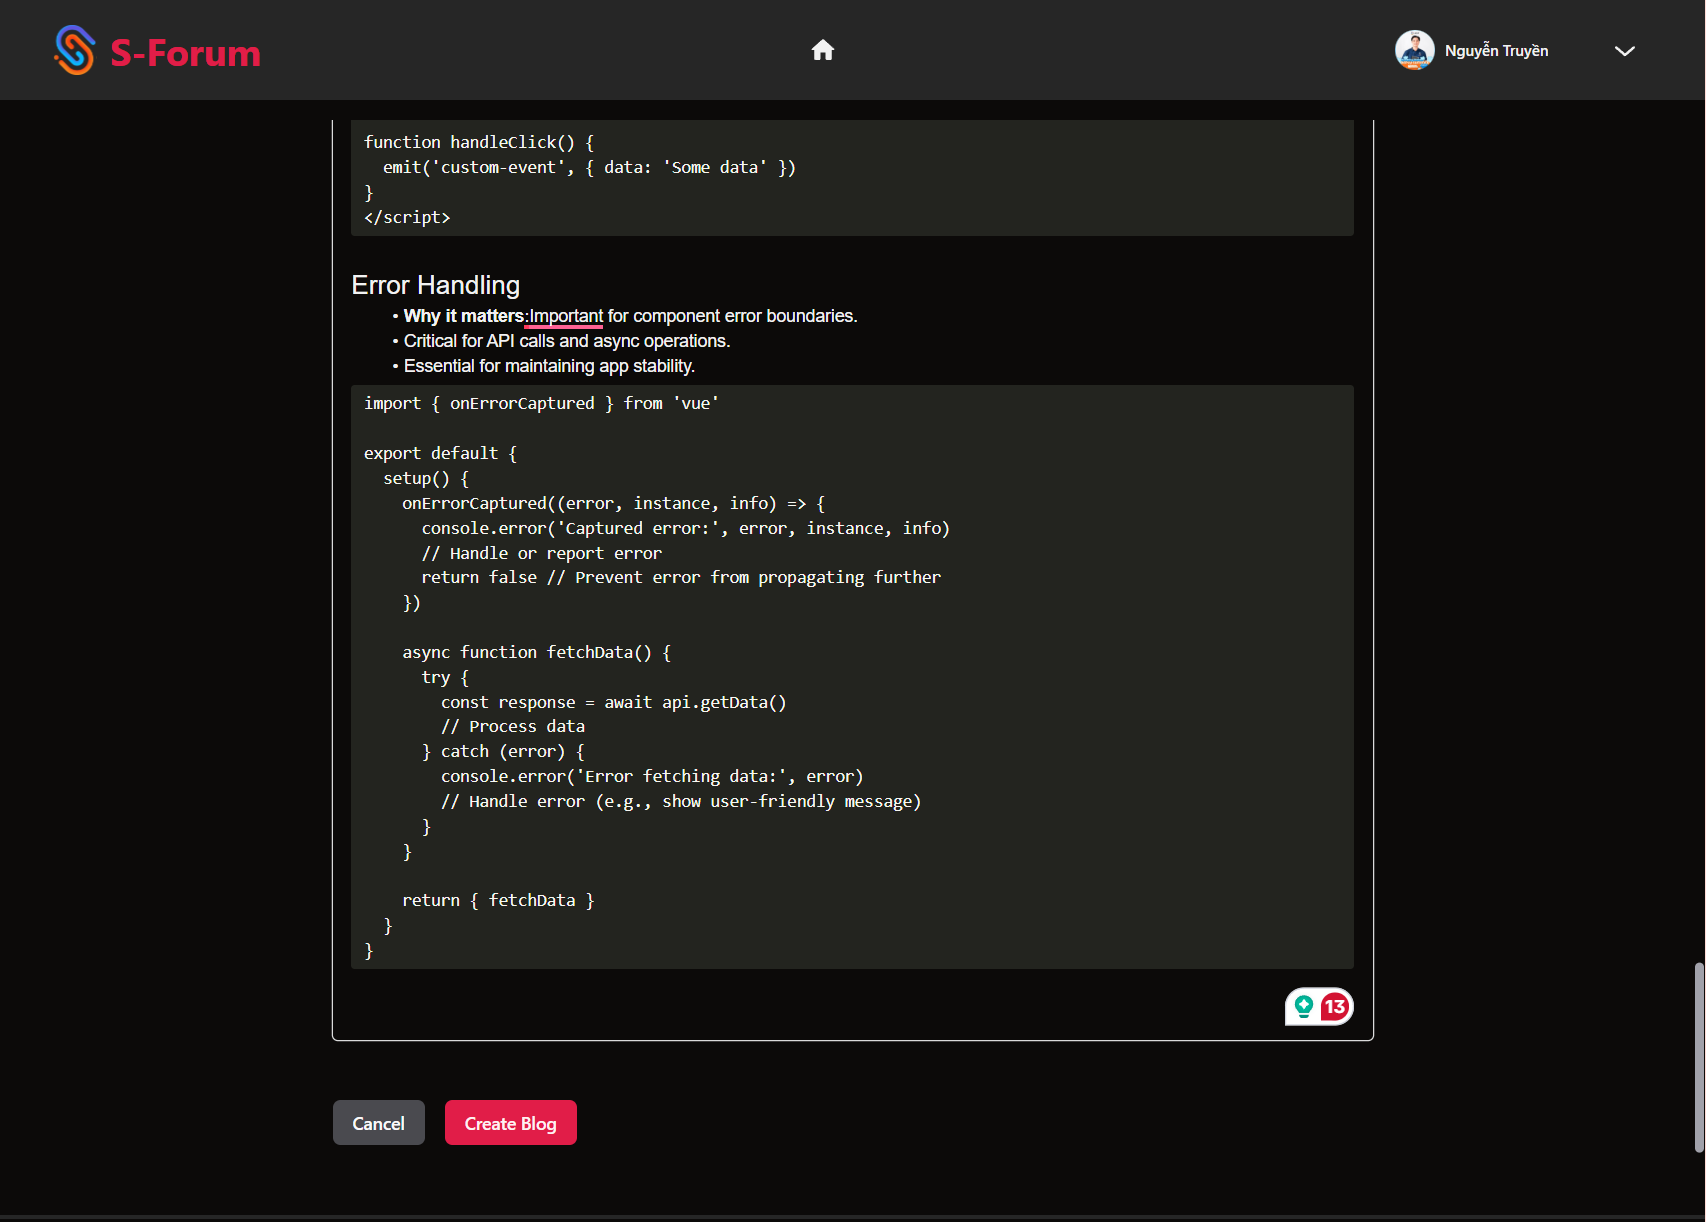 S-Forum
Nguyễn Truyền
function handleClick() {
  emit('custom-event', { data: 'Some data' })
}
</script>
Error Handling
• Why it matters:Important for component error boundaries.
• Critical for API calls and async operations.
• Essential for maintaining app stability.
import { onErrorCaptured } from 'vue'
export default {
  setup() {
    onErrorCaptured((error, instance, info) => {
      console.error('Captured error:', error, instance, info)
      // Handle or report error
      return false // Prevent error from propagating further
    })
    async function fetchData() {
      try {
        const response = await api.getData()
        // Process data
      } catch (error) {
        console.error('Error fetching data:', error)
        // Handle error (e.g., show user-friendly message)
      }
    }
    return { fetchData }
  }
}
13
Cancel
Create Blog